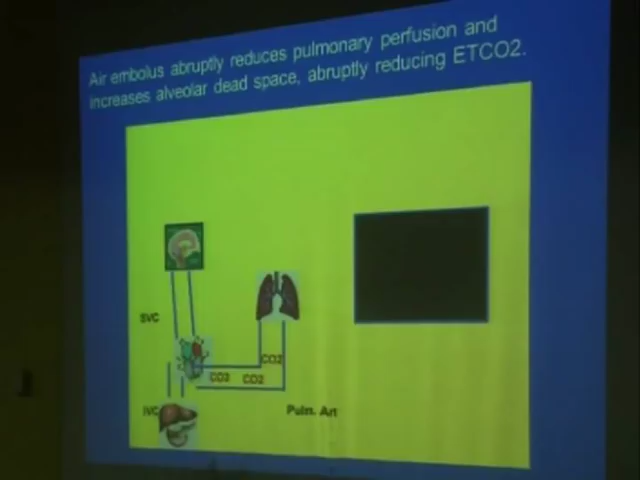 Air embolus abruptly reduces pulmonary perfusion and
increases alveolar dead space, abruptly reducing ETCO2.
SVC
CO2
CO2 CO2
IVC
Pulm. Art